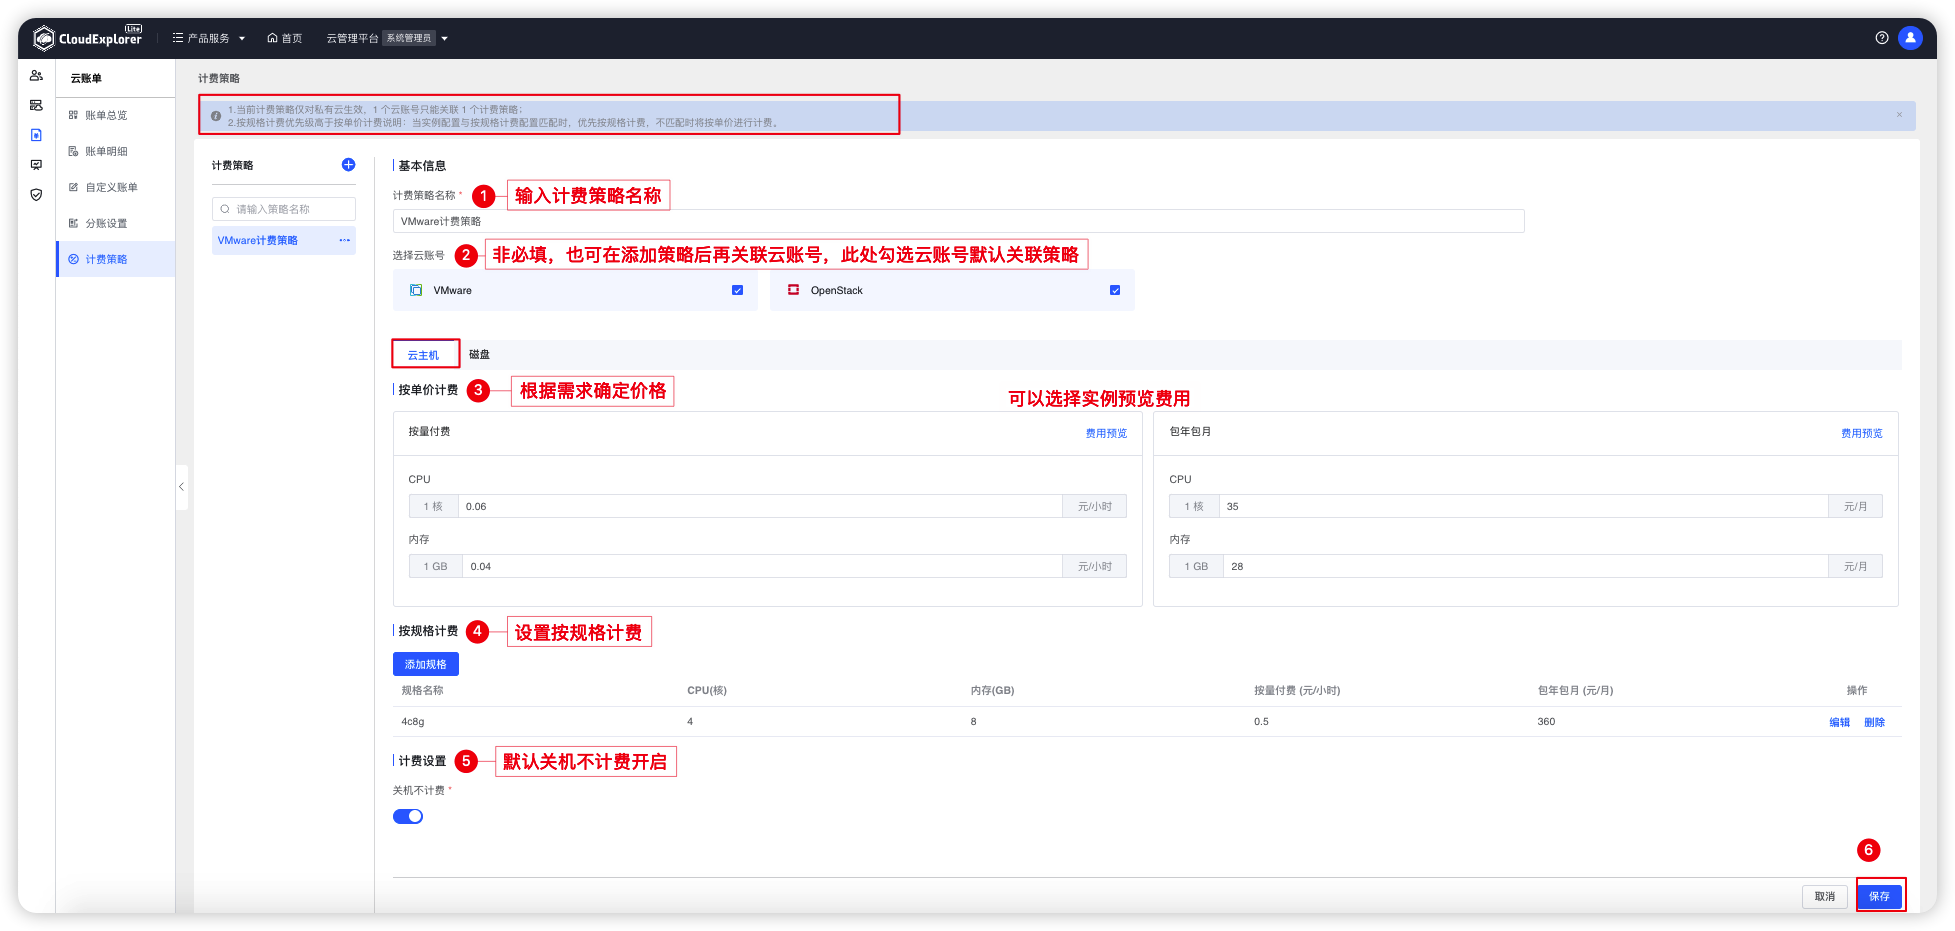 CloudExplorer Lite
产品服务
首页
云管理平台 系统管理员
云账单
账单总览
账单明细
自定义账单
分账设置
计费策略
计费策略
1.当前计费策略仅对私有云生效，1 个云账号只能关联 1 个计费策略；
2.按规格计费优先级高于按单价计费说明：当实例配置与按规格计费配置匹配时，优先按规格计费，不匹配时将按单价进行计费。
计费策略
请输入策略名称
VMware计费策略
基本信息
计费策略名称 * 1 输入计费策略名称
VMware计费策略
选择云账号 2 非必填，也可在添加策略后再关联云账号，此处勾选云账号默认关联策略
VMware
OpenStack
云主机 磁盘
按单价计费 3 根据需求确定价格
可以选择实例预览费用
按量付费 费用预览
CPU
1 核 0.06 元/小时
内存
1 GB 0.04 元/小时
包年包月 费用预览
CPU
1 核 35 元/月
内存
1 GB 28 元/月
按规格计费 4 设置按规格计费
添加规格
规格名称 CPU(核) 内存(GB) 按量付费 (元/小时) 包年包月 (元/月) 操作
4c8g 4 8 0.5 360 编辑 删除
计费设置 5 默认关机不计费开启
关机不计费 *
6
取消 保存